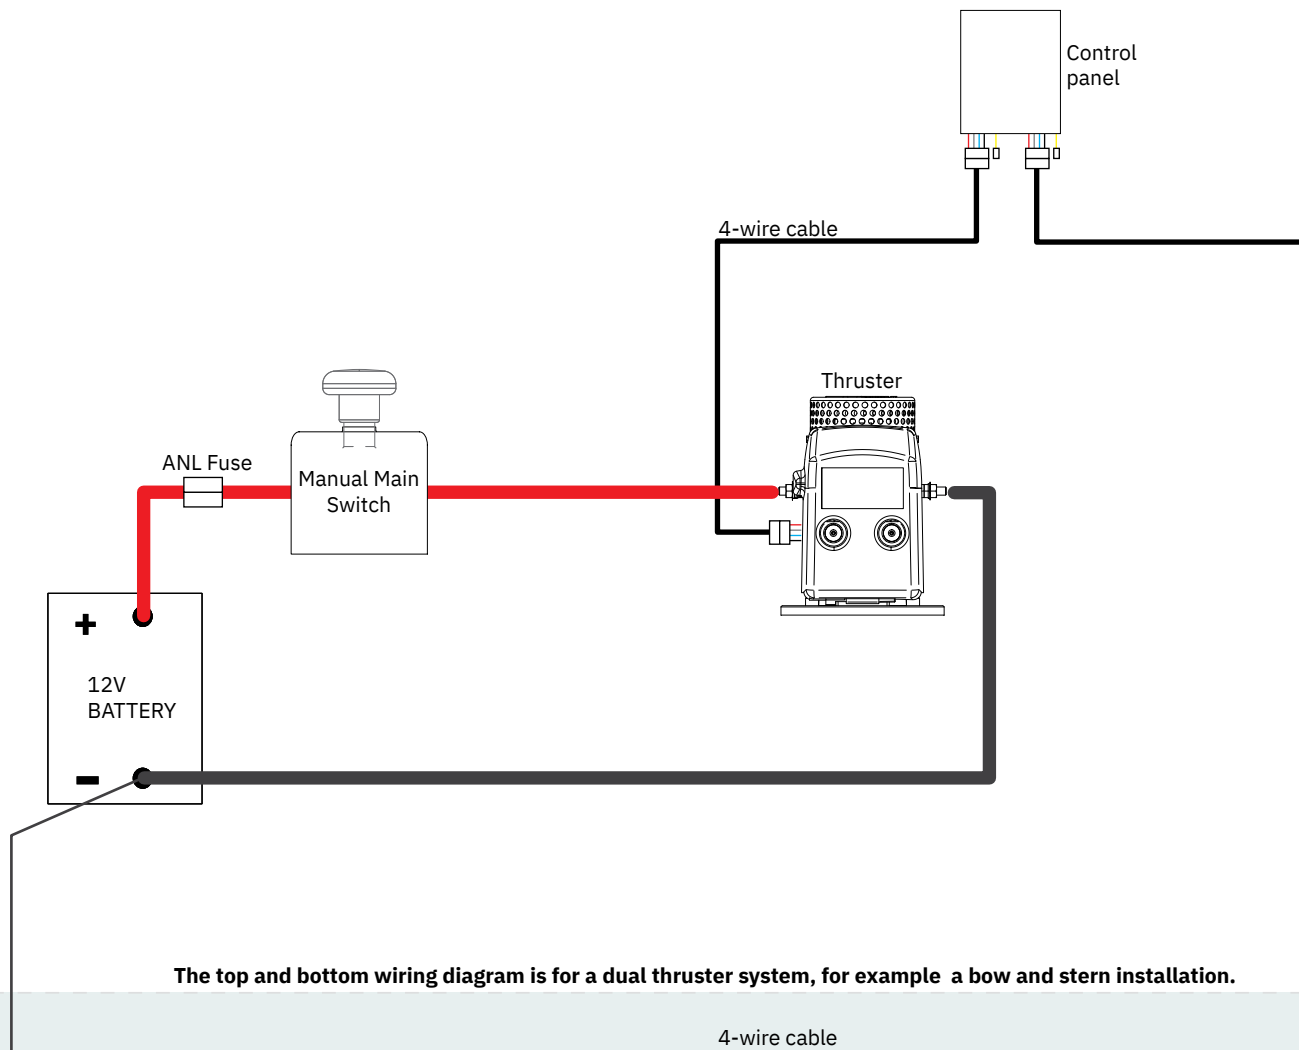 Control
panel
4-wire cable
Thruster
ANL Fuse
Manual Main
Switch
+
12V
BATTERY
-
The top and bottom wiring diagram is for a dual thruster system, for example  a bow and stern installation.
4-wire cable